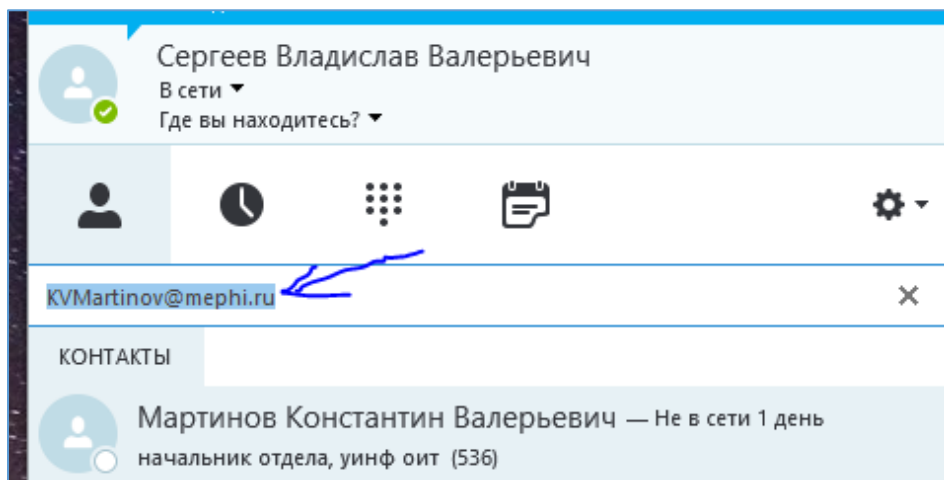 Сергеев Владислав Валерьевич
В сети
Где вы находитесь?
KVMartinov@mephi.ru
КОНТАКТЫ
Мартинов Константин Валерьевич — Не в сети 1 день
начальник отдела, уинф оит (536)